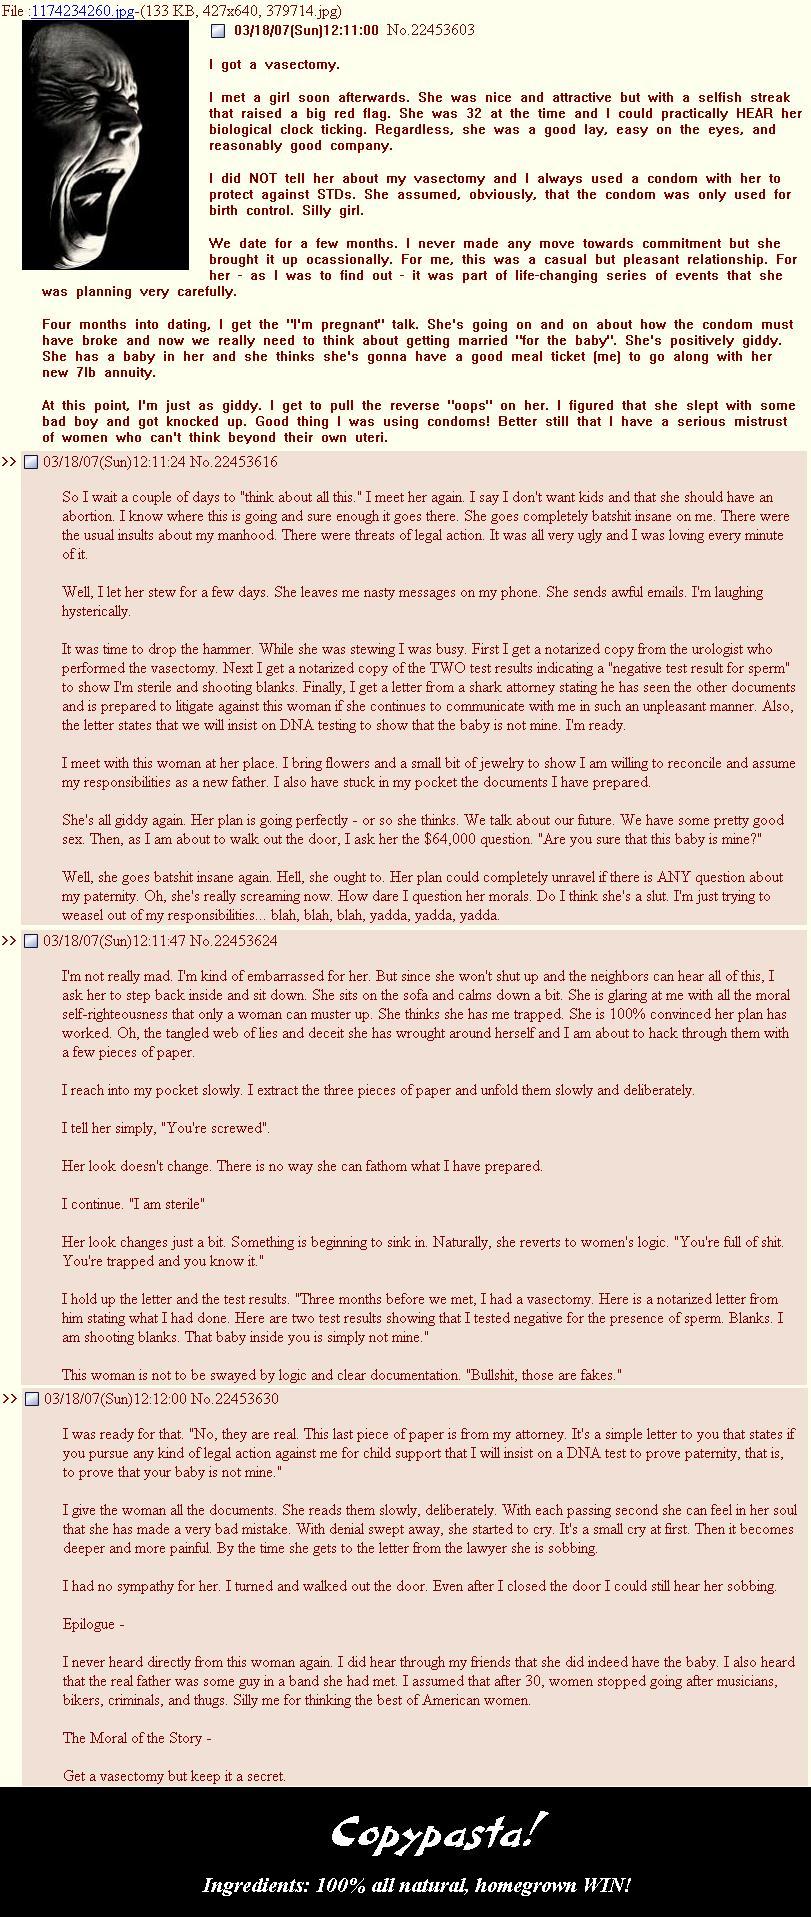 File :1174234260.jpg-(133 KB, 427x640, 379714.jpg)
03/18/07(Sun)12:11:00 No.22453603
I got a vasectomy.
I met a girl soon afterwards. She was nice and attractive but with a selfish streak
that raised a big red flag. She was 32 at the time and I could practically HEAR her
biological clock ticking. Regardless, she was a good lay, easy on the eyes, and
reasonably good company.
I did NOT tell her about my vasectomy and I always used a condom with her to
protect against STDs. She assumed, obviously, that the condom was only used for
birth control. Silly girl.
We date for a few months. I never made any move towards commitment but she
brought it up ocassionally. For me, this was a casual but pleasant relationship. For
her - as I was to find out - it was part of life-changing series of events that she
was planning very carefully.
Four months into dating, I get the "I'm pregnant" talk. She's going on and on about how the condom must
have broke and now we really need to think about getting married "for the baby". She's positively giddy.
She has a baby in her and she thinks she's gonna have a good meal ticket (me) to go along with her
new 7lb annuity.
At this point, I'm just as giddy. I get to pull the reverse "oops" on her. I figured that she slept with some
bad boy and got knocked up. Good thing I was using condoms! Better still that I have a serious mistrust
of women who can't think beyond their own uteri.
>> 03/18/07(Sun)12:11:24 No.22453616
So I wait a couple of days to "think about all this." I meet her again. I say I don't want kids and that she should have an
abortion. I know where this is going and sure enough it goes there. She goes completely batshit insane on me. There were
the usual insults about my manhood. There were threats of legal action. It was all very ugly and I was loving every minute
of it.
Well, I let her stew for a few days. She leaves me nasty messages on my phone. She sends awful emails. I'm laughing
hysterically.
It was time to drop the hammer. While she was stewing I was busy. First I get a notarized copy from the urologist who
performed the vasectomy. Next I get a notarized copy of the TWO test results indicating a "negative test result for sperm"
to show I'm sterile and shooting blanks. Finally, I get a letter from a shark attorney stating he has seen the other documents
and is prepared to litigate against this woman if she continues to communicate with me in such an unpleasant manner. Also,
the letter states that we will insist on DNA testing to show that the baby is not mine. I'm ready.
I meet with this woman at her place. I bring flowers and a small bit of jewelry to show I am willing to reconcile and assume
my responsibilities as a new father. I also have stuck in my pocket the documents I have prepared.
She's all giddy again. Her plan is going perfectly - or so she thinks. We talk about our future. We have some pretty good
sex. Then, as I am about to walk out the door, I ask her the $64,000 question. "Are you sure that this baby is mine?"
Well, she goes batshit insane again. Hell, she ought to. Her plan could completely unravel if there is ANY question about
my paternity. Oh, she's really screaming now. How dare I question her morals. Do I think she's a slut. I'm just trying to
weasel out of my responsibilities... blah, blah, blah, yadda, yadda, yadda.
>> 03/18/07(Sun)12:11:47 No.22453624
I'm not really mad. I'm kind of embarrassed for her. But since she won't shut up and the neighbors can hear all of this, I
ask her to step back inside and sit down. She sits on the sofa and calms down a bit. She is glaring at me with all the moral
self-righteousness that only a woman can muster up. She thinks she has me trapped. She is 100% convinced her plan has
worked. Oh, the tangled web of lies and deceit she has wrought around herself and I am about to hack through them with
a few pieces of paper.
I reach into my pocket slowly. I extract the three pieces of paper and unfold them slowly and deliberately.
I tell her simply, "You're screwed".
Her look doesn't change. There is no way she can fathom what I have prepared.
I continue. "I am sterile"
Her look changes just a bit. Something is beginning to sink in. Naturally, she reverts to women's logic. "You're full of shit.
You're trapped and you know it."
I hold up the letter and the test results. "Three months before we met, I had a vasectomy. Here is a notarized letter from
him stating what I had done. Here are two test results showing that I tested negative for the presence of sperm. Blanks. I
am shooting blanks. That baby inside you is simply not mine."
This woman is not to be swayed by logic and clear documentation. "Bullshit, those are fakes."
>> 03/18/07(Sun)12:12:00 No.22453630
I was ready for that. "No, they are real. This last piece of paper is from my attorney. It's a simple letter to you that states if
you pursue any kind of legal action against me for child support that I will insist on a DNA test to prove paternity, that is,
to prove that your baby is not mine."
I give the woman all the documents. She reads them slowly, deliberately. With each passing second she can feel in her soul
that she has made a very bad mistake. With denial swept away, she started to cry. It's a small cry at first. Then it becomes
deeper and more painful. By the time she gets to the letter from the lawyer she is sobbing.
I had no sympathy for her. I turned and walked out the door. Even after I closed the door I could still hear her sobbing.
Epilogue -
I never heard directly from this woman again. I did hear through my friends that she did indeed have the baby. I also heard
that the real father was some guy in a band she had met. I assumed that after 30, women stopped going after musicians,
bikers, criminals, and thugs. Silly me for thinking the best of American women.
The Moral of the Story -
Get a vasectomy but keep it a secret.
Copypasta!
Ingredients: 100% all natural, homegrown WIN!